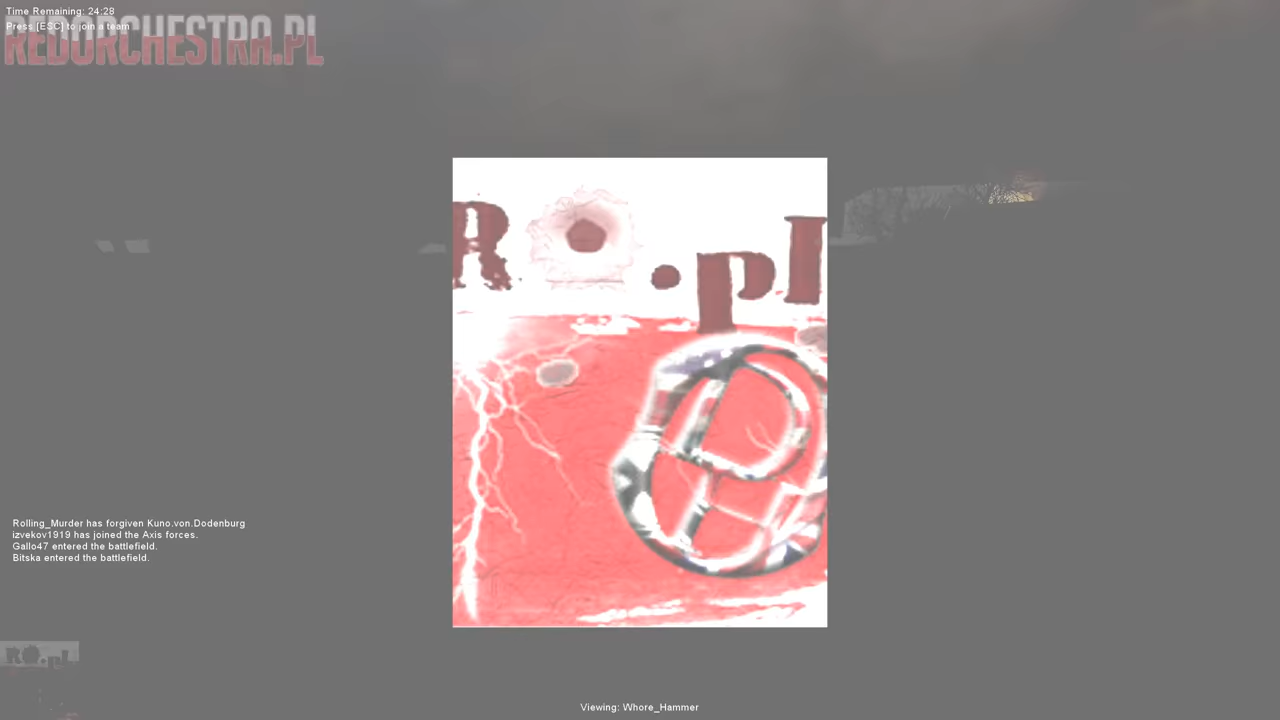 Time Remaining: 24:28
Press [ESC] to join a team
REDORCHESTRA.PL
R .pl
Rolling_Murder has forgiven Kuno.von.Dodenburg
izvekov1919 has joined the Axis forces.
Gallo47 entered the battlefield.
Bitska entered the battlefield.
RO.pl
Viewing: Whore_Hammer